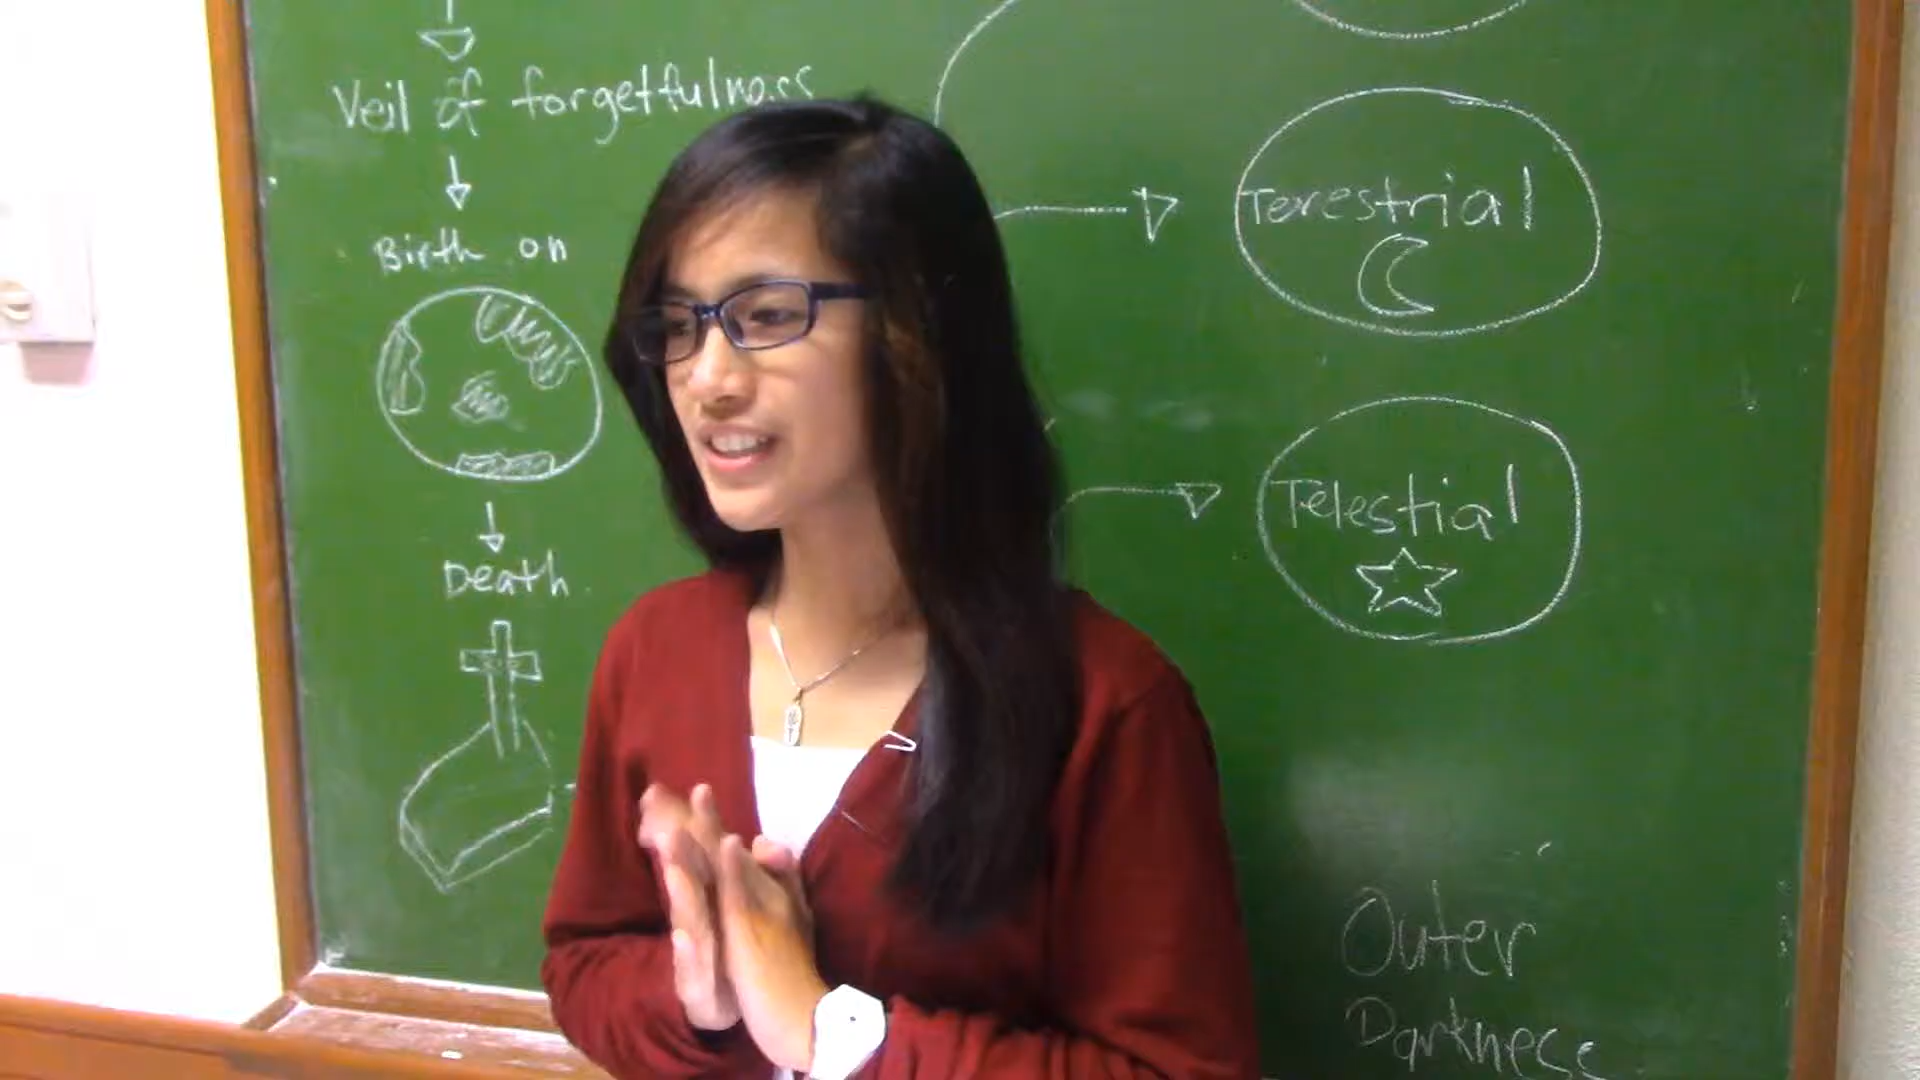 Veil of forgetfulness
Birth on
Death
Terestrial
Telestial
Outer
Darkness